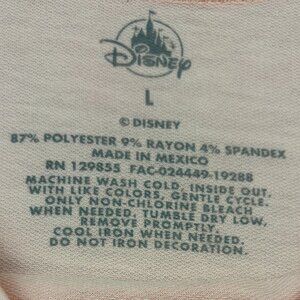 Disney
L
© DISNEY
87% POLYESTER 9% RAYON 4% SPANDEX
MADE IN MEXICO
RN 129855 FAC-024449-19288
MACHINE WASH COLD, INSIDE OUT,
WITH LIKE COLORS, GENTLE CYCLE.
ONLY NON-CHLORINE BLEACH
WHEN NEEDED, TUMBLE DRY LOW,
REMOVE PROMPTLY,
COOL IRON WHEN NEEDED.
DO NOT IRON DECORATION.